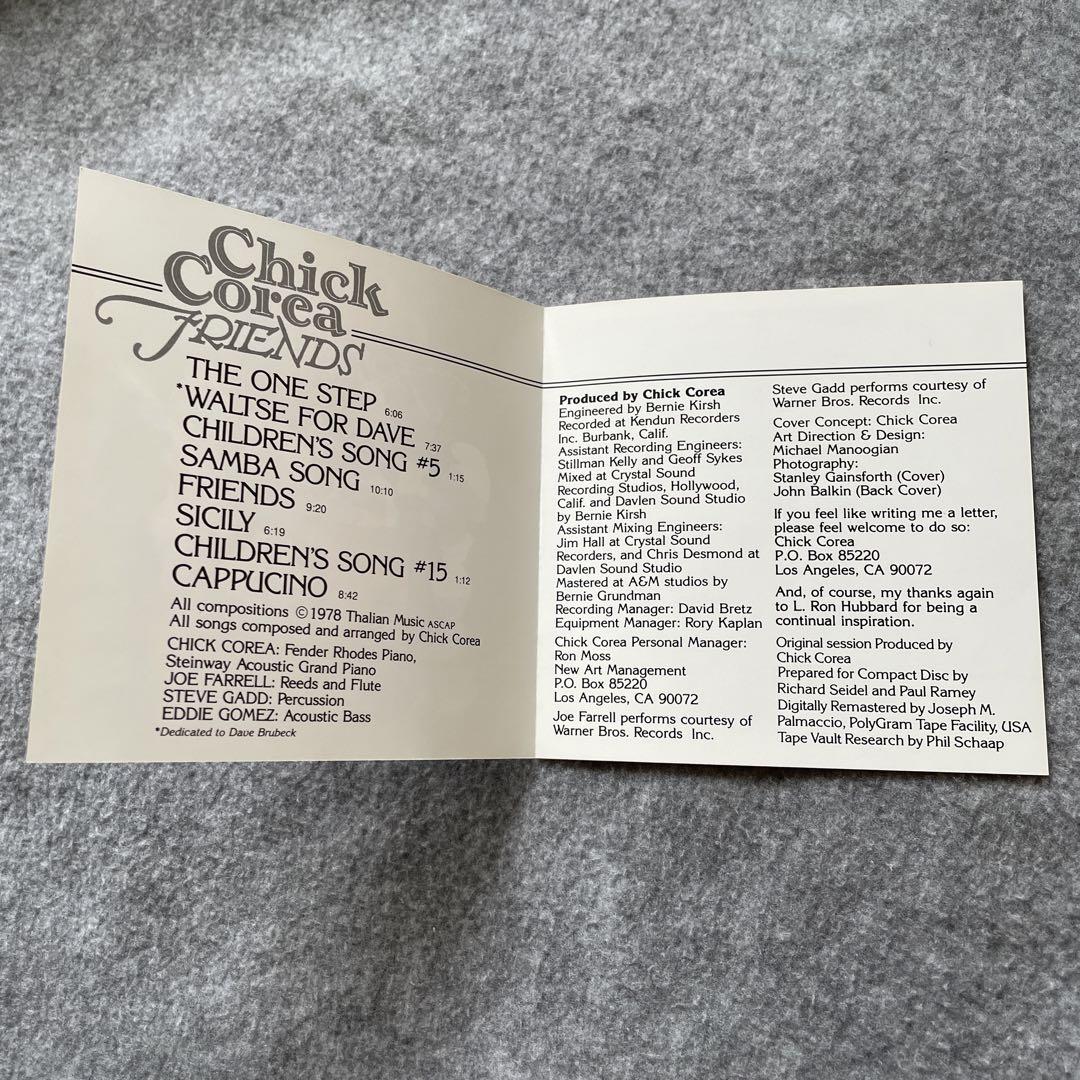 Chick
Corea
FRIENDS
THE ONE STEP 6:06
*WALTSE FOR DAVE 7:37
CHILDREN'S SONG #5 1:15
SAMBA SONG 10:10
FRIENDS 9:20
SICILY 6:19
CHILDREN'S SONG #15 1:12
CAPPUCINO 8:42
All compositions ©1978 Thalian Music ASCAP
All songs composed and arranged by Chick Corea
CHICK COREA: Fender Rhodes Piano,
Steinway Acoustic Grand Piano
JOE FARRELL: Reeds and Flute
STEVE GADD: Percussion
EDDIE GOMEZ: Acoustic Bass
*Dedicated to Dave Brubeck
Produced by Chick Corea
Engineered by Bernie Kirsh
Recorded at Kendun Recorders
Inc. Burbank, Calif.
Assistant Recording Engineers:
Stillman Kelly and Geoff Sykes
Mixed at Crystal Sound
Recording Studios, Hollywood,
Calif. and Davlen Sound Studio
by Bernie Kirsh
Assistant Mixing Engineers:
Jim Hall at Crystal Sound
Recorders, and Chris Desmond at
Davlen Sound Studio
Mastered at A&M studios by
Bernie Grundman
Recording Manager: David Bretz
Equipment Manager: Rory Kaplan
Chick Corea Personal Manager:
Ron Moss
New Art Management
P.O. Box 85220
Los Angeles, CA 90072
Joe Farrell performs courtesy of
Warner Bros. Records Inc.
Steve Gadd performs courtesy of
Warner Bros. Records Inc.
Cover Concept: Chick Corea
Art Direction & Design:
Michael Manoogian
Photography:
Stanley Gainsforth (Cover)
John Balkin (Back Cover)
If you feel like writing me a letter,
please feel welcome to do so:
Chick Corea
P.O. Box 85220
Los Angeles, CA 90072
And, of course, my thanks again
to L. Ron Hubbard for being a
continual inspiration.
Original session Produced by
Chick Corea
Prepared for Compact Disc by
Richard Seidel and Paul Ramey
Digitally Remastered by Joseph M.
Palmaccio, PolyGram Tape Facility, USA
Tape Vault Research by Phil Schaap